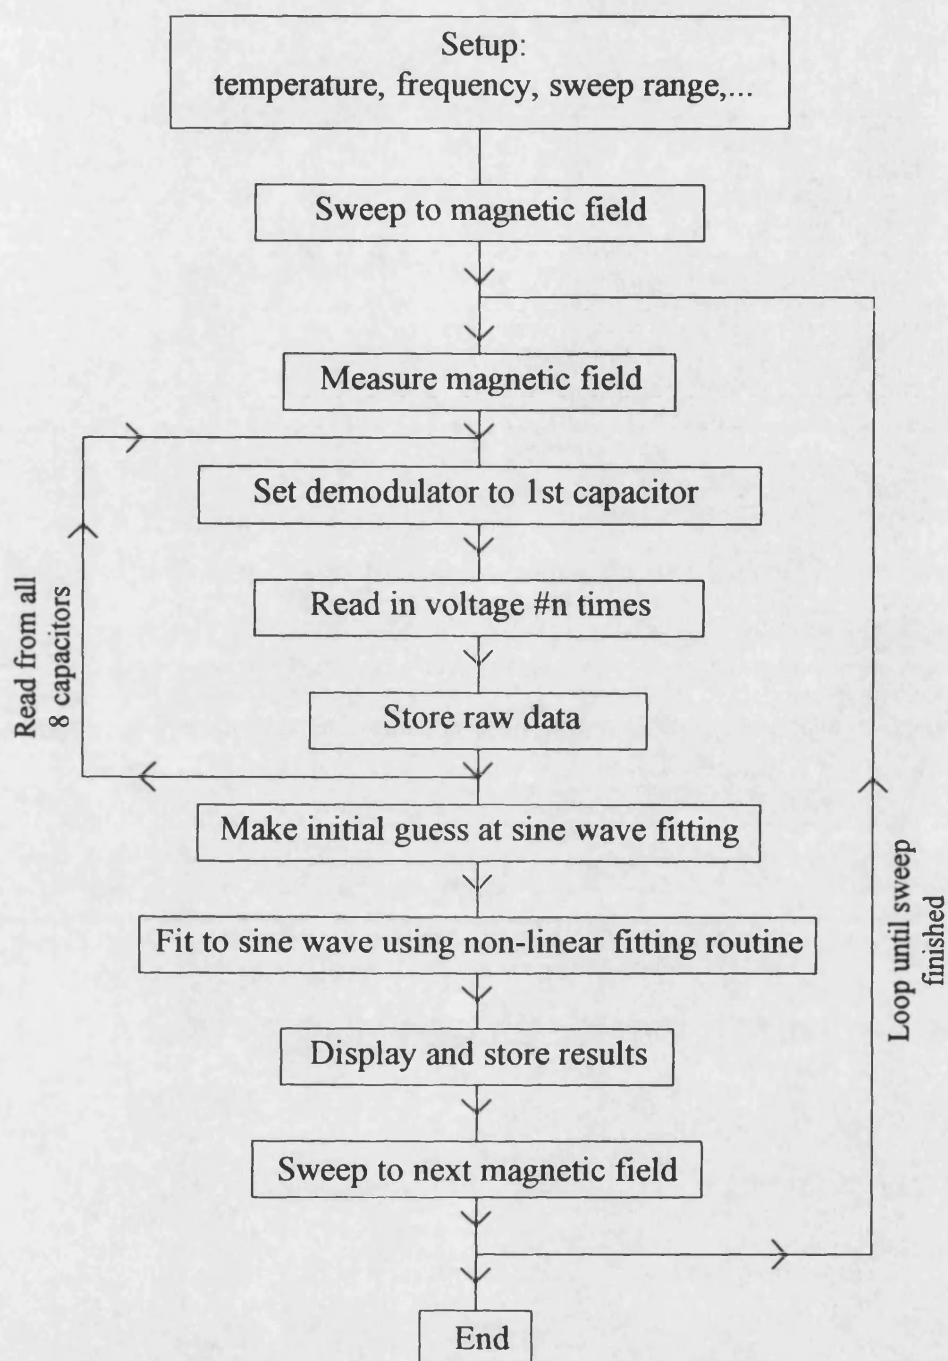 Setup:
temperature, frequency, sweep range,...
Sweep to magnetic field
Measure magnetic field
Set demodulator to 1st capacitor
Read in voltage #n times
Store raw data
Read from all
8 capacitors
Make initial guess at sine wave fitting
Fit to sine wave using non-linear fitting routine
Display and store results
Loop until sweep
finished
Sweep to next magnetic field
End